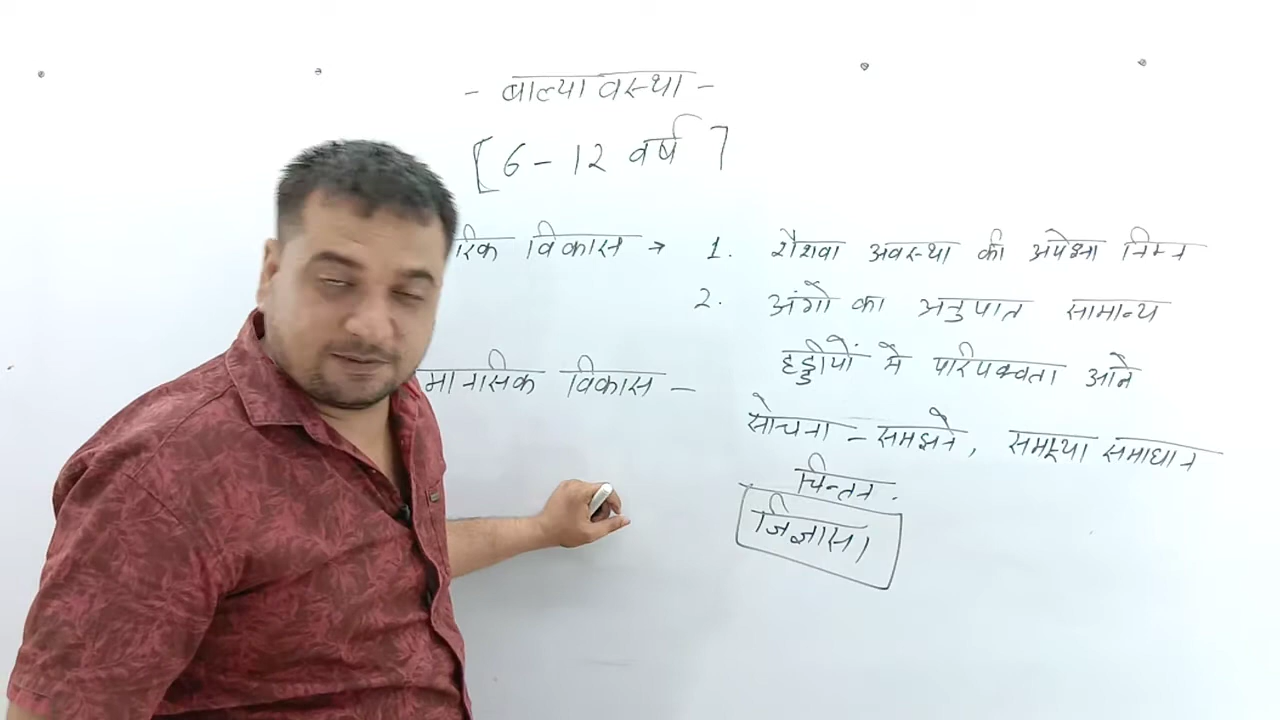 - बाल्यावस्था -
[6 - 12 वर्ष]
रिक विकास → 1. शैशवा अवस्था की अपेक्षा निम्न
2. अंगों का अनुपात सामान्य
हड्डीयों मे परिपक्वता आने
मानसिक विकास -
सोचना - समझने, समस्या समाधान
चिन्तन.
जिज्ञासा